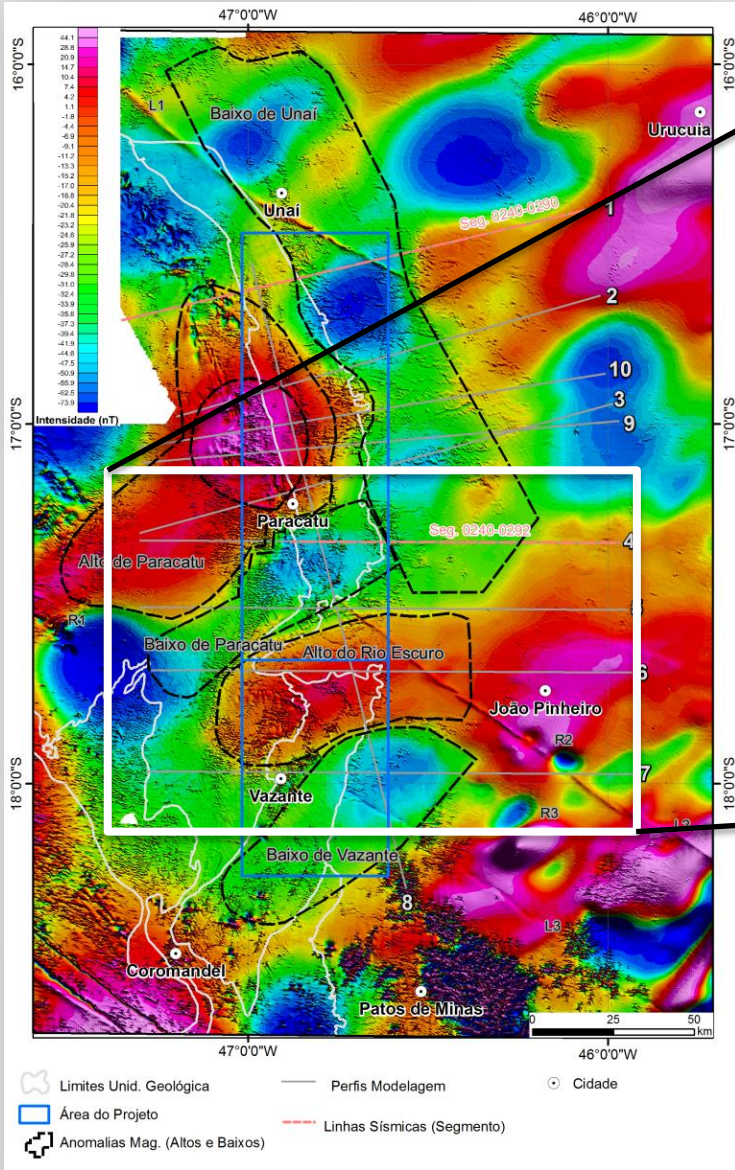 47°0'0"W 46°0'0"W
16°0'0"S 16°0'0"S
44.1
28.8
20.9
14.7
10.4
7.4
4.2
1.1
-1.8
-4.4
-6.9
-9.1
-11.2
-13.2
-15.2
-17.0
-18.8
-20.4
-21.8
-23.2
-24.6
-25.9
-27.1
-28.4
-29.8
-31.0
-32.4
-33.9
-35.6
-37.3
-39.4
-41.9
-44.8
-47.5
-50.9
-55.9
-62.5
-73.9
Intensidade (nT)
L1
Baixo de Unaí
Urucuia
Unaí
Seg. 0240-0290
1
2
10
3
9
17°0'0"S 17°0'0"S
Paracatu
Seg. 0240-0292
4
Alto de Paracatu
5
R1
Baixo de Paracatu
Alto do Rio Escuro
6
João Pinheiro
R2
7
18°0'0"S 18°0'0"S
Vazante
R3
L2
Baixo de Vazante
8
L3
Coromandel
Patos de Minas
0 25 50
km
47°0'0"W 46°0'0"W
Limites Unid. Geológica
Perfis Modelagem
Cidade
Área do Projeto
Linhas Sísmicas (Segmento)
Anomalias Mag. (Altos e Baixos)